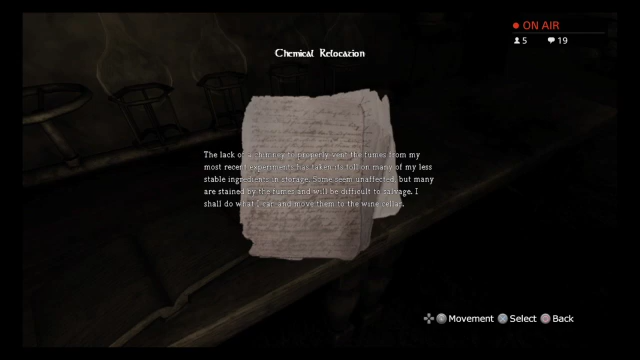 ON AIR
5 19
Chemical Relocation
The lack of a chimney to properly vent the fumes from my
most recent experiments has taken its toll on many of my less
stable ingredients in storage. Some seem unaffected, but many
are stained by the fumes and will be difficult to salvage. I
shall do what I can and move them to the wine cellar.
Movement Select Back